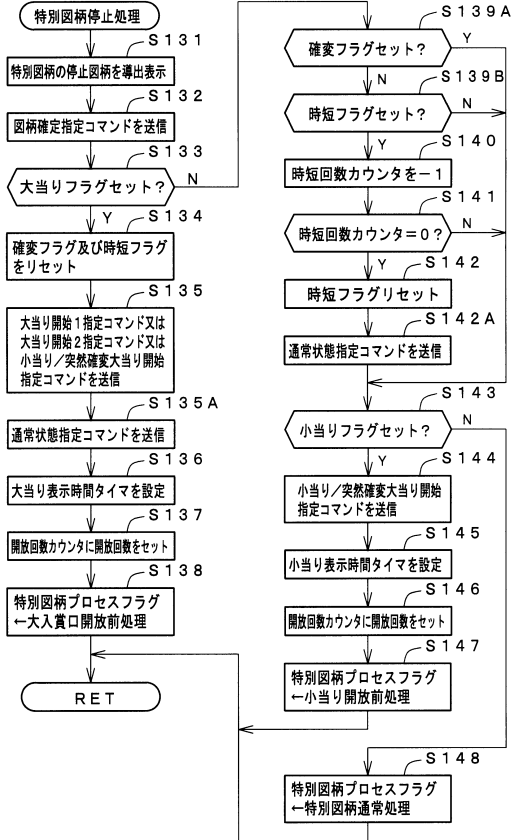 特別図柄停止処理
S131
特別図柄の停止図柄を導出表示
S132
図柄確定指定コマンドを送信
S133
大当りフラグセット？
N
Y
S134
確変フラグ及び時短フラグ
をリセット
S135
大当り開始1指定コマンド又は
大当り開始2指定コマンド又は
小当り／突然確変大当り開始
指定コマンドを送信
S135A
通常状態指定コマンドを送信
S136
大当り表示時間タイマを設定
S137
開放回数カウンタに開放回数をセット
S138
特別図柄プロセスフラグ
←大入賞口開放前処理
RET
S139A
確変フラグセット？
Y
N
S139B
時短フラグセット？
N
Y
S140
時短回数カウンタを－1
S141
時短回数カウンタ＝0？
N
Y
S142
時短フラグリセット
S142A
通常状態指定コマンドを送信
S143
小当りフラグセット？
N
Y
S144
小当り／突然確変大当り開始
指定コマンドを送信
S145
小当り表示時間タイマを設定
S146
開放回数カウンタに開放回数をセット
S147
特別図柄プロセスフラグ
←小当り開放前処理
S148
特別図柄プロセスフラグ
←特別図柄通常処理